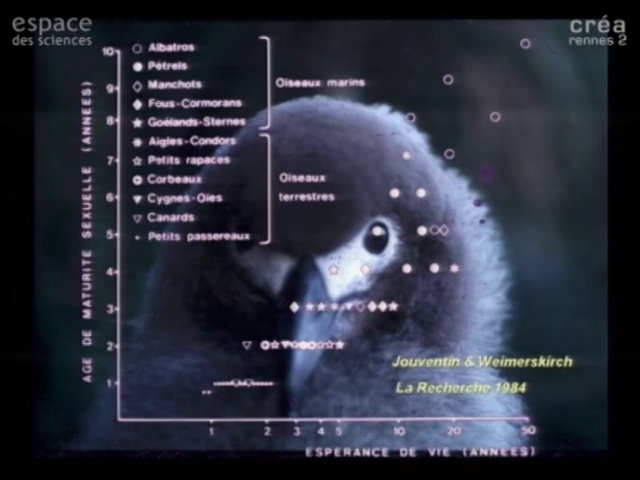 espace
des sciences
créa
rennes 2
Albatros
Pétrels
Manchots
Fous-Cormorans
Goélands-Sternes
Oiseaux marins
Aigles-Condors
Petits rapaces
Corbeaux
Cygnes-Oies
Canards
Petits passereaux
Oiseaux
terrestres
AGE DE MATURITE SEXUELLE (ANNEES)
10
9
8
7
6
5
4
3
2
1
Jouventin & Weimerskirch
La Recherche 1984
1 2 3 4 5 10 20 50
ESPERANCE DE VIE (ANNEES)